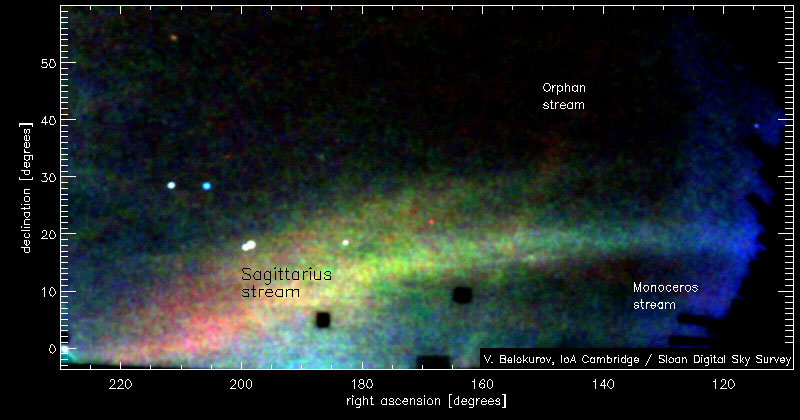 50
40
30
20
10
0
declination [degrees]
Orphan
stream
Sagittarius
stream
Monoceros
stream
V. Belokurov, IoA Cambridge / Sloan Digital Sky Survey
220
200
180
160
140
120
right ascension [degrees]